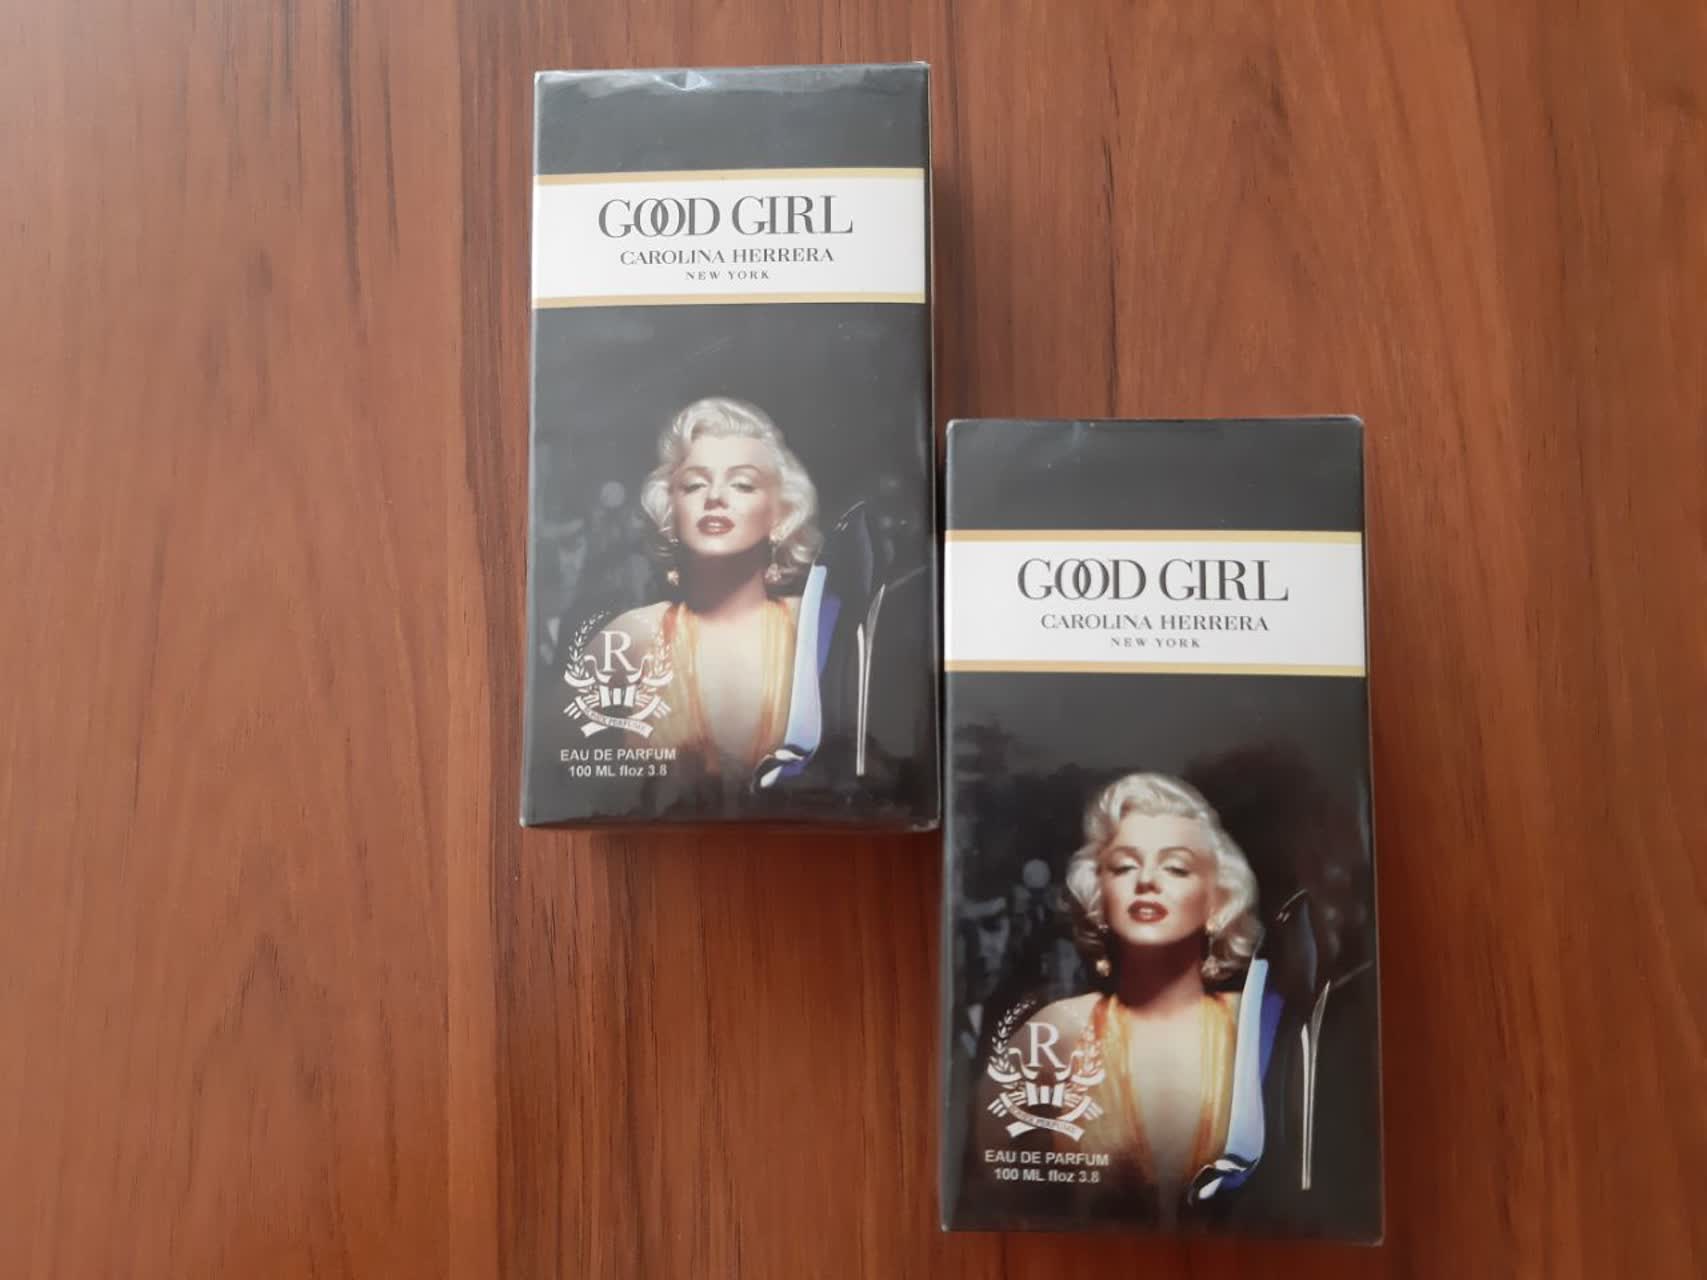 GOOD GIRL
CAROLINA HERRERA
NEW YORK
R
EAU DE PARFUM
100 ML floz 3.8
GOOD GIRL
CAROLINA HERRERA
NEW YORK
R
PERFUME
EAU DE PARFUM
100 ML floz 3.8